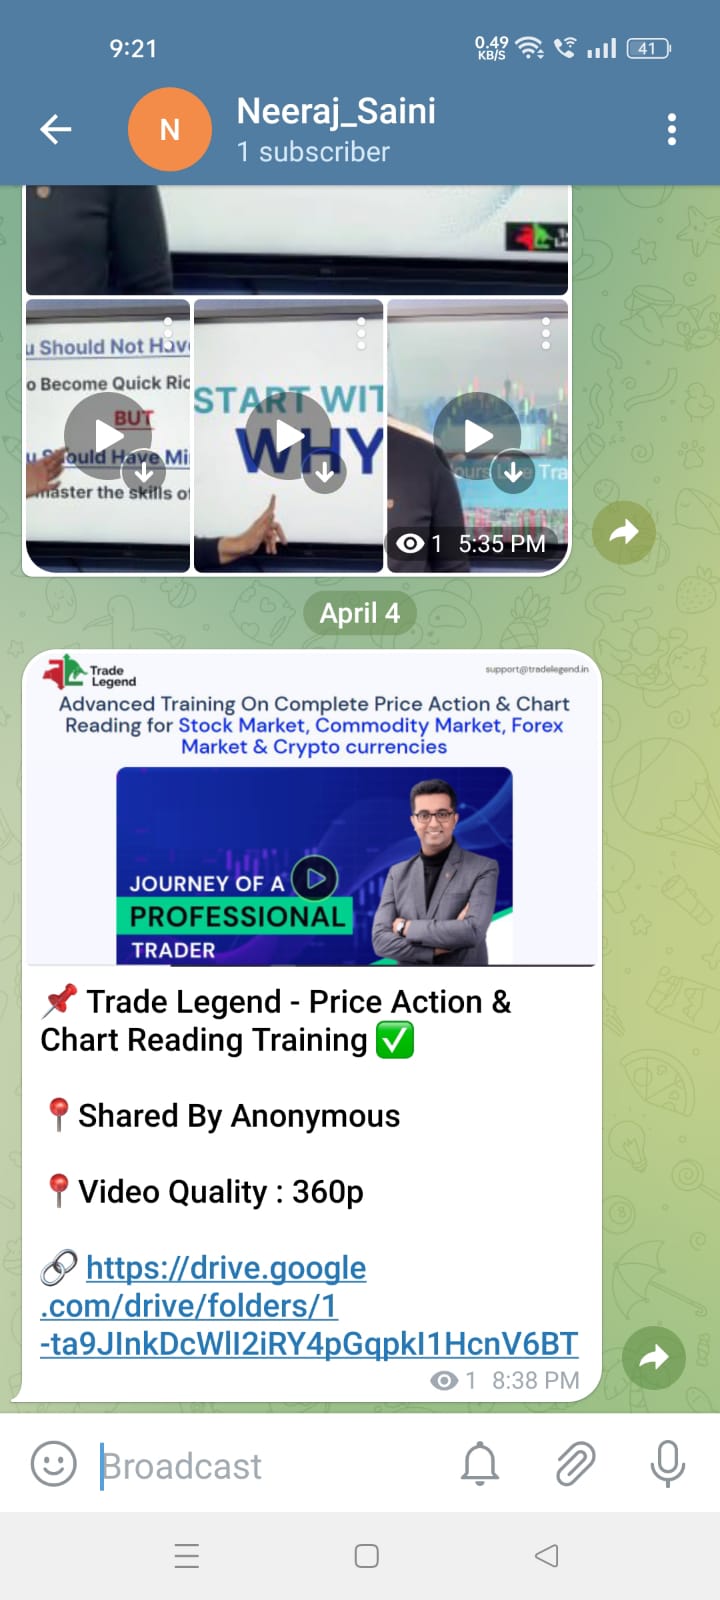 9:21
0.49
KB/S
41
N
Neeraj_Saini
1 subscriber
u Should Not Hav
o Become Quick Ric
BUT
ould Have Mi
master the skills o
START WIT
WHY
ours
Tra
1 5:35 PM
April 4
Trade
Legend
support@tradelegend.in
Advanced Training On Complete Price Action & Chart
Reading for Stock Market, Commodity Market, Forex
Market & Crypto currencies
JOURNEY OF A
PROFESSIONAL
TRADER
📌 Trade Legend - Price Action &
Chart Reading Training ✅
📍 Shared By Anonymous
📍 Video Quality : 360p
🔗 https://drive.google
.com/drive/folders/1
-ta9JInkDcWlI2iRY4pGqpkI1HcnV6BT
1 8:38 PM
Broadcast